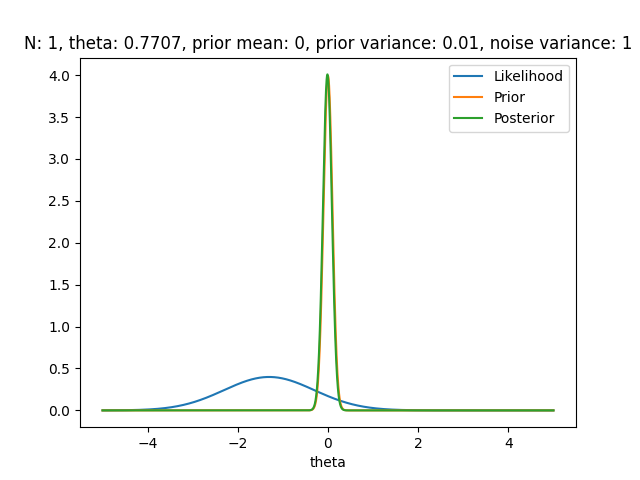 N: 1, theta: 0.7707, prior mean: 0, prior variance: 0.01, noise variance: 1
4.0
3.5
3.0
2.5
2.0
1.5
1.0
0.5
0.0
Likelihood
Prior
Posterior
−4 −2 0 2 4
theta